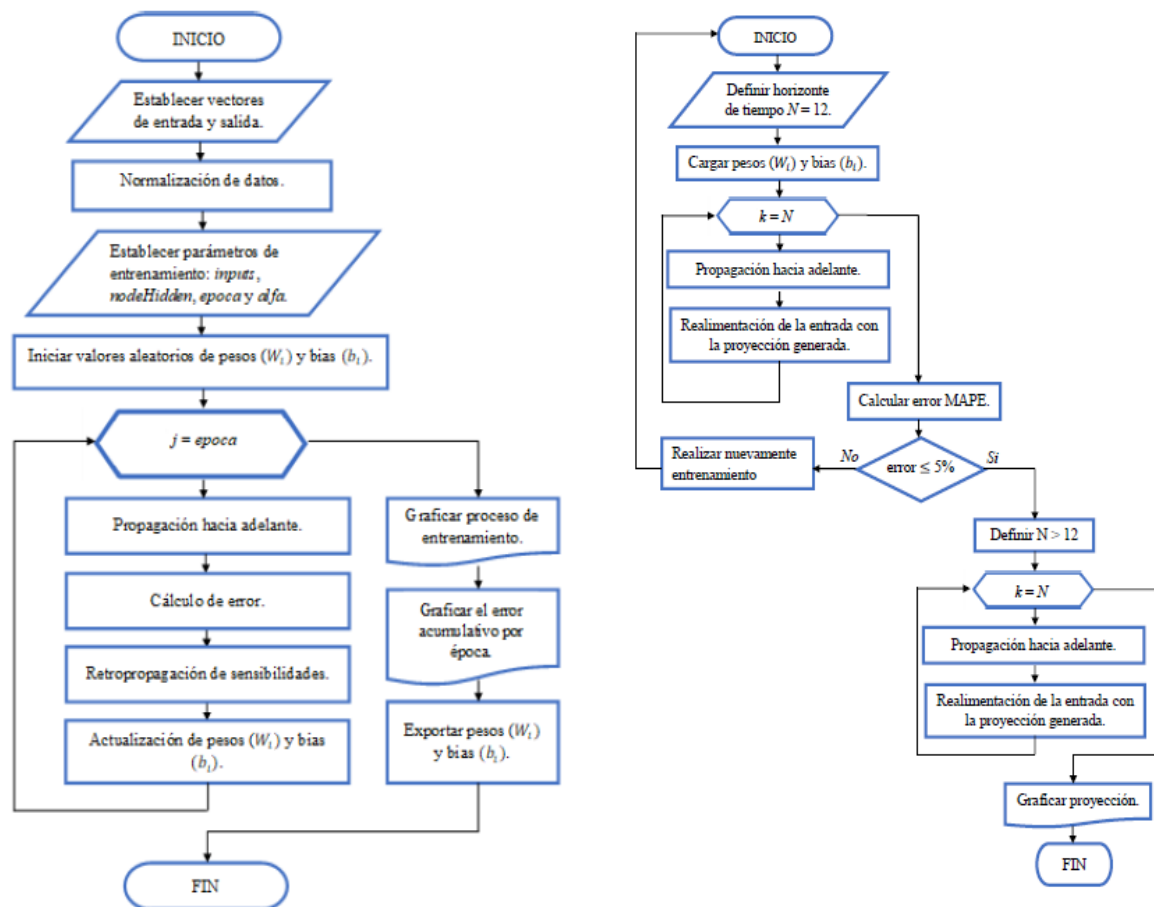 INICIO
Establecer vectores
de entrada y salida.
Normalización de datos.
Establecer parámetros de
entrenamiento: inputs,
nodeHidden, epoca y alfa.
Iniciar valores aleatorios de pesos (Wᵢ) y bias (bᵢ).
j = epoca
Propagación hacia adelante.
Cálculo de error.
Retropropagación de sensibilidades.
Actualización de pesos (Wᵢ) y bias
(bᵢ).
Graficar proceso de
entrenamiento.
Graficar el error
acumulativo por
época.
Exportar pesos (Wᵢ)
y bias (bᵢ).
FIN
INICIO
Definir horizonte
de tiempo N = 12.
Cargar pesos (Wᵢ) y bias (bᵢ).
k = N
Propagación hacia adelante.
Realimentación de la entrada con
la proyección generada.
Calcular error MAPE.
error ≤ 5%
No
Si
Realizar nuevamente
entrenamiento
Definir N > 12
k = N
Propagación hacia adelante.
Realimentación de la entrada con
la proyección generada.
Graficar proyección.
FIN